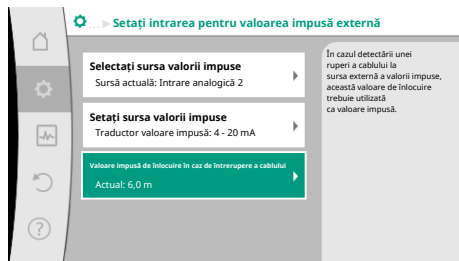 ... ▶ Setați intrarea pentru valoarea impusă externă
Selectați sursa valorii impuse
Sursă actuală: Intrare analogică 2
Setați sursa valorii impuse
Traductor valoare impusă: 4 - 20 mA
Valoare impusă de înlocuire în caz de întrerupere a cablului
Actual: 6,0 m
În cazul detectării unei
ruperi a cablului la
sursa externă a valorii impuse,
această valoare de înlocuire
trebuie utilizată
ca valoare impusă.